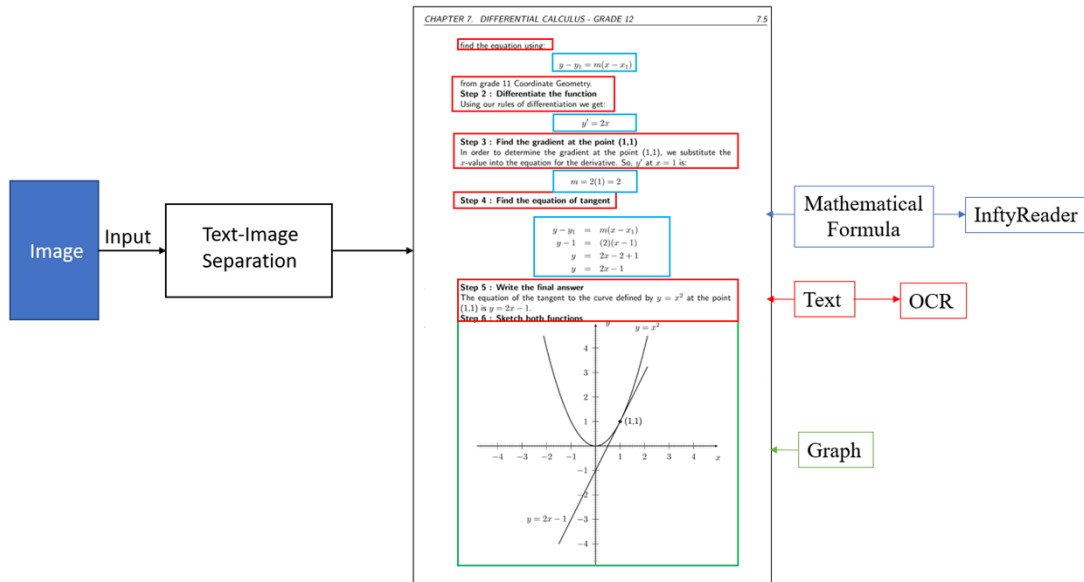 CHAPTER 7. DIFFERENTIAL CALCULUS - GRADE 12 7.5
find the equation using:
y − y₁ = m(x − x₁)
from grade 11 Coordinate Geometry.
Step 2 : Differentiate the function
Using our rules of differentiation we get:
y′ = 2x
Step 3 : Find the gradient at the point (1,1)
In order to determine the gradient at the point (1,1), we substitute the
x-value into the equation for the derivative. So, y′ at x = 1 is:
m = 2(1) = 2
Step 4 : Find the equation of tangent
y − y₁ = m(x − x₁)
y − 1 = (2)(x − 1)
y = 2x − 2 + 1
y = 2x − 1
Step 5 : Write the final answer
The equation of the tangent to the curve defined by y = x² at the point
(1,1) is y = 2x − 1.
Step 6 : Sketch both functions
y
y = x²
4
3
2
1
(1,1)
−4 −3 −2 −1 1 2 3 4 x
−1
−2
−3
y = 2x − 1
−4
Image
Input
Text-Image
Separation
Mathematical
Formula
InftyReader
Text
OCR
Graph